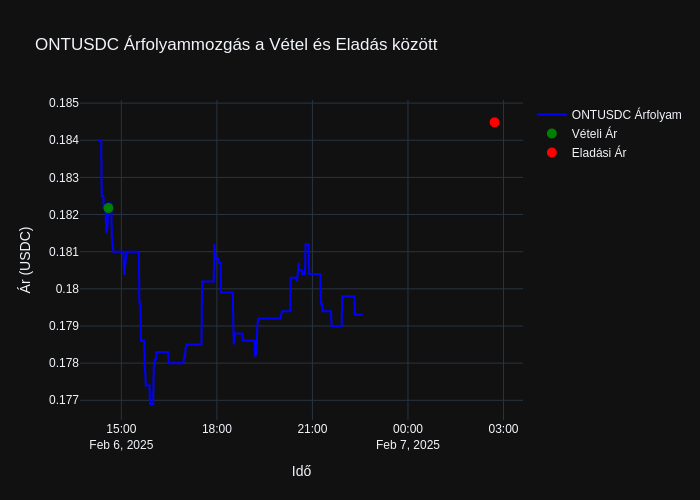 ONTUSDC Árfolyammozgás a Vétel és Eladás között
0.185
0.184
0.183
0.182
0.181
0.18
0.179
0.178
0.177
Ár (USDC)
15:00
Feb 6, 2025
18:00
21:00
00:00
Feb 7, 2025
03:00
Idő
ONTUSDC Árfolyam
Vételi Ár
Eladási Ár